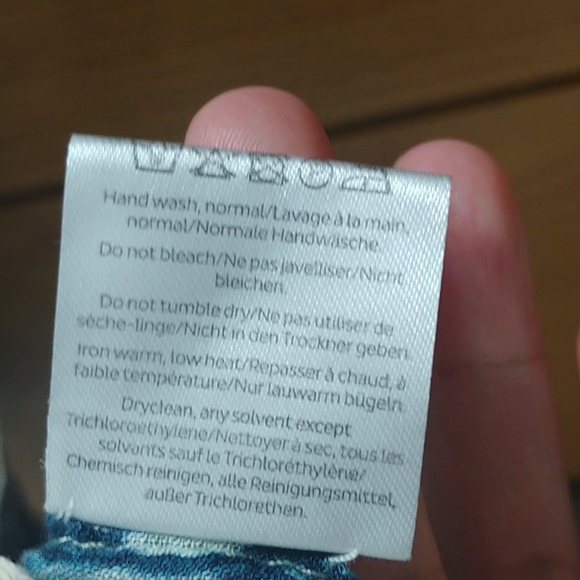 Hand wash, normal/Lavage à la main,
normal/Normale Handwäsche.
Do not bleach/Ne pas javelliser/Nicht
bleichen.
Do not tumble dry/Ne pas utiliser de
sèche-linge/Nicht in den Trockner geben.
Iron warm, low heat/Repasser à chaud, à
faible température/Nur lauwarm bügeln.
Dryclean, any solvent except
Trichloroethylene/Nettoyer à sec, tous les
solvants sauf le Trichloréthylène/
Chemisch reinigen, alle Reinigungsmittel,
außer Trichlorethen.